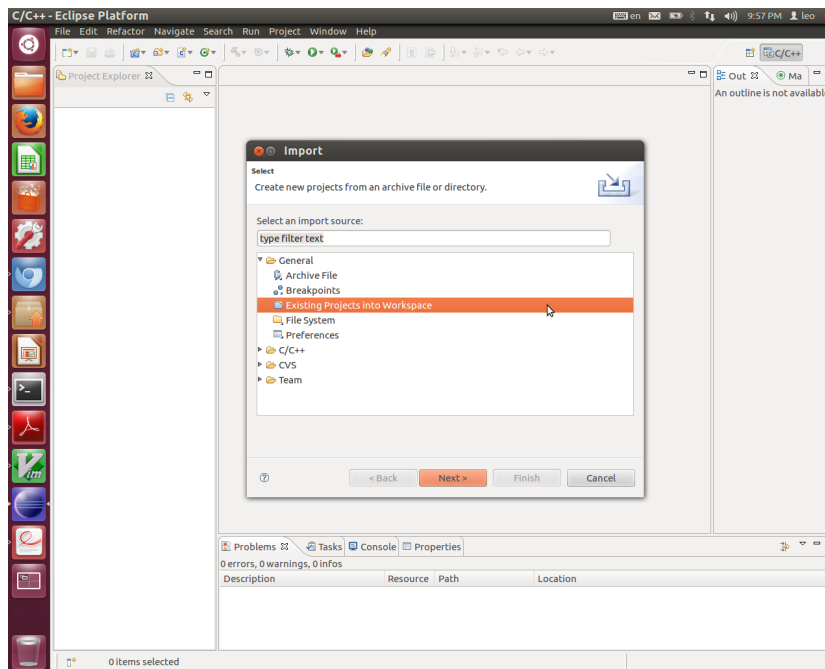 C/C++ - Eclipse Platform
en
9:57 PM
leo
File Edit Refactor Navigate Search Run Project Window Help
C/C++
Project Explorer
Out
Ma
An outline is not availabl
Import
Select
Create new projects from an archive file or directory.
Select an import source:
type filter text
General
Archive File
Breakpoints
Existing Projects into Workspace
File System
Preferences
C/C++
CVS
Team
< Back
Next >
Finish
Cancel
Problems
Tasks
Console
Properties
0 errors, 0 warnings, 0 infos
Description Resource Path Location
0 items selected
Vim